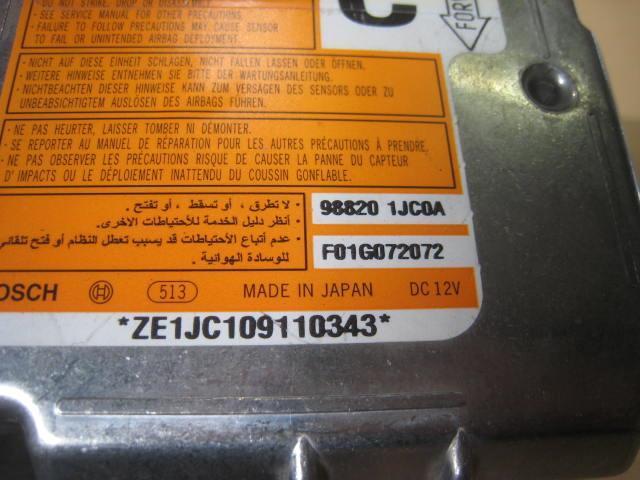 DO NOT STRIKE, DROP OR DISASSEMBLE
- SEE SERVICE MANUAL FOR OTHER PRECAUTIONS.
- FAILURE TO FOLLOW PRECAUTIONS MAY CAUSE SENSOR
TO FAIL OR UNINTENDED AIRBAG DEPLOYMENT.
C
FOR
- NICHT AUF DIESE EINHEIT SCHLAGEN, NICHT FALLEN LASSEN ODER ÖFFNEN.
- WEITERE HINWEISE ENTNEHMEN SIE BITTE DER WARTUNGSANLEITUNG.
- NICHTBEACHTEN DIESER HINWEISE KANN ZUM VERSAGEN DES SENSORS ODER ZU
UNBEABSICHTIGTEM AUSLÖSEN DES AIRBAGS FÜHREN.
- NE PAS HEURTER, LAISSER TOMBER NI DÉMONTER.
- SE REPORTER AU MANUEL DE RÉPARATION POUR LES AUTRES PRÉCAUTIONS À PRENDRE.
- NE PAS OBSERVER LES PRÉCAUTIONS RISQUE DE CAUSER LA PANNE DU CAPTEUR
D'IMPACTS OU LE DÉPLOIEMENT INATTENDU DU COUSSIN GONFLABLE.
- لا تطرق ، أو تسقط ، أو تفتح .
- أنظر دليل الخدمة للأحتياطات الاخرى.
- عدم أتباع الأحتياطات قد يسبب تعطل النظام أو فتح تلقائي
للوسادة الهوائية .
98820 1JC0A
F01G072072
OSCH 513 MADE IN JAPAN DC 12V
*ZE1JC109110343*